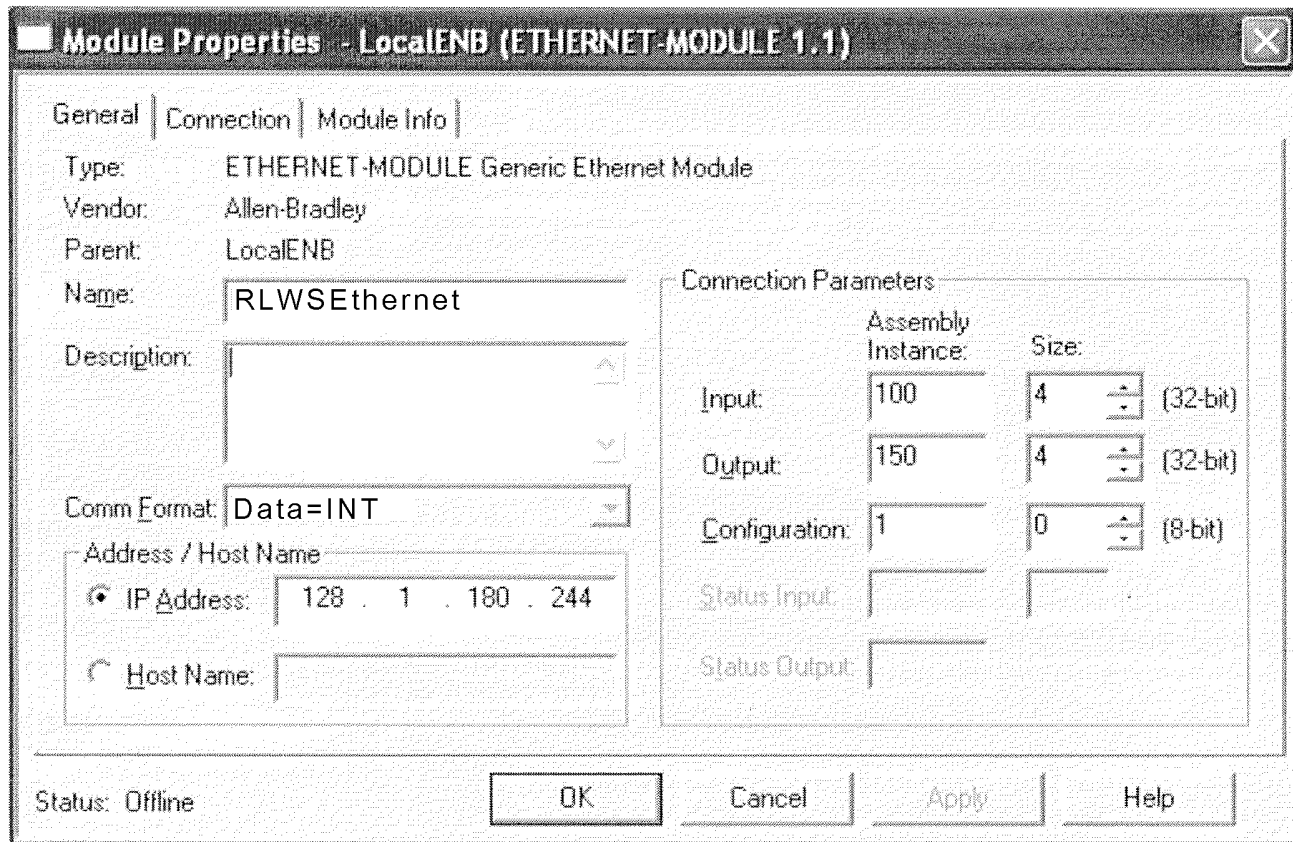 Module Properties - LocalENB (ETHERNET-MODULE 1.1)
General Connection Module Info
Type: ETHERNET-MODULE Generic Ethernet Module
Vendor: Allen-Bradley
Parent: LocalENB
Name: RLWSEthernet
Description:
Comm Format: Data=INT
Address / Host Name
IP Address: 128 . 1 . 180 . 244
Host Name:
Connection Parameters
Assembly Instance: Size:
Input: 100 4 (32-bit)
Output: 150 4 (32-bit)
Configuration: 1 0 (8-bit)
Status Input:
Status Output:
Status: Offline
OK Cancel Apply Help